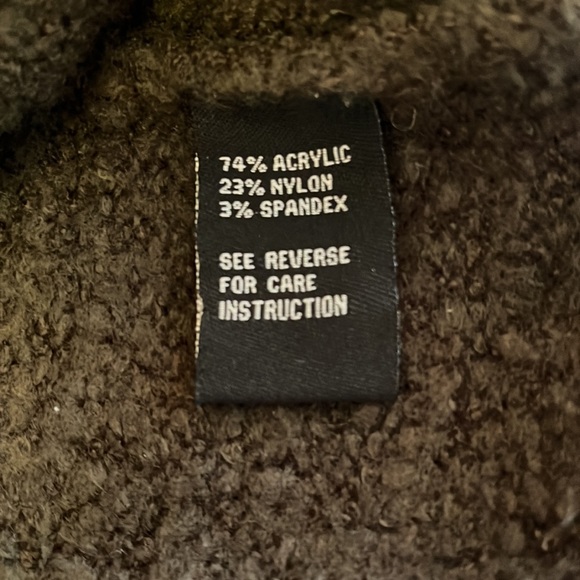 74% ACRYLIC
23% NYLON
3% SPANDEX
SEE REVERSE
FOR CARE
INSTRUCTION